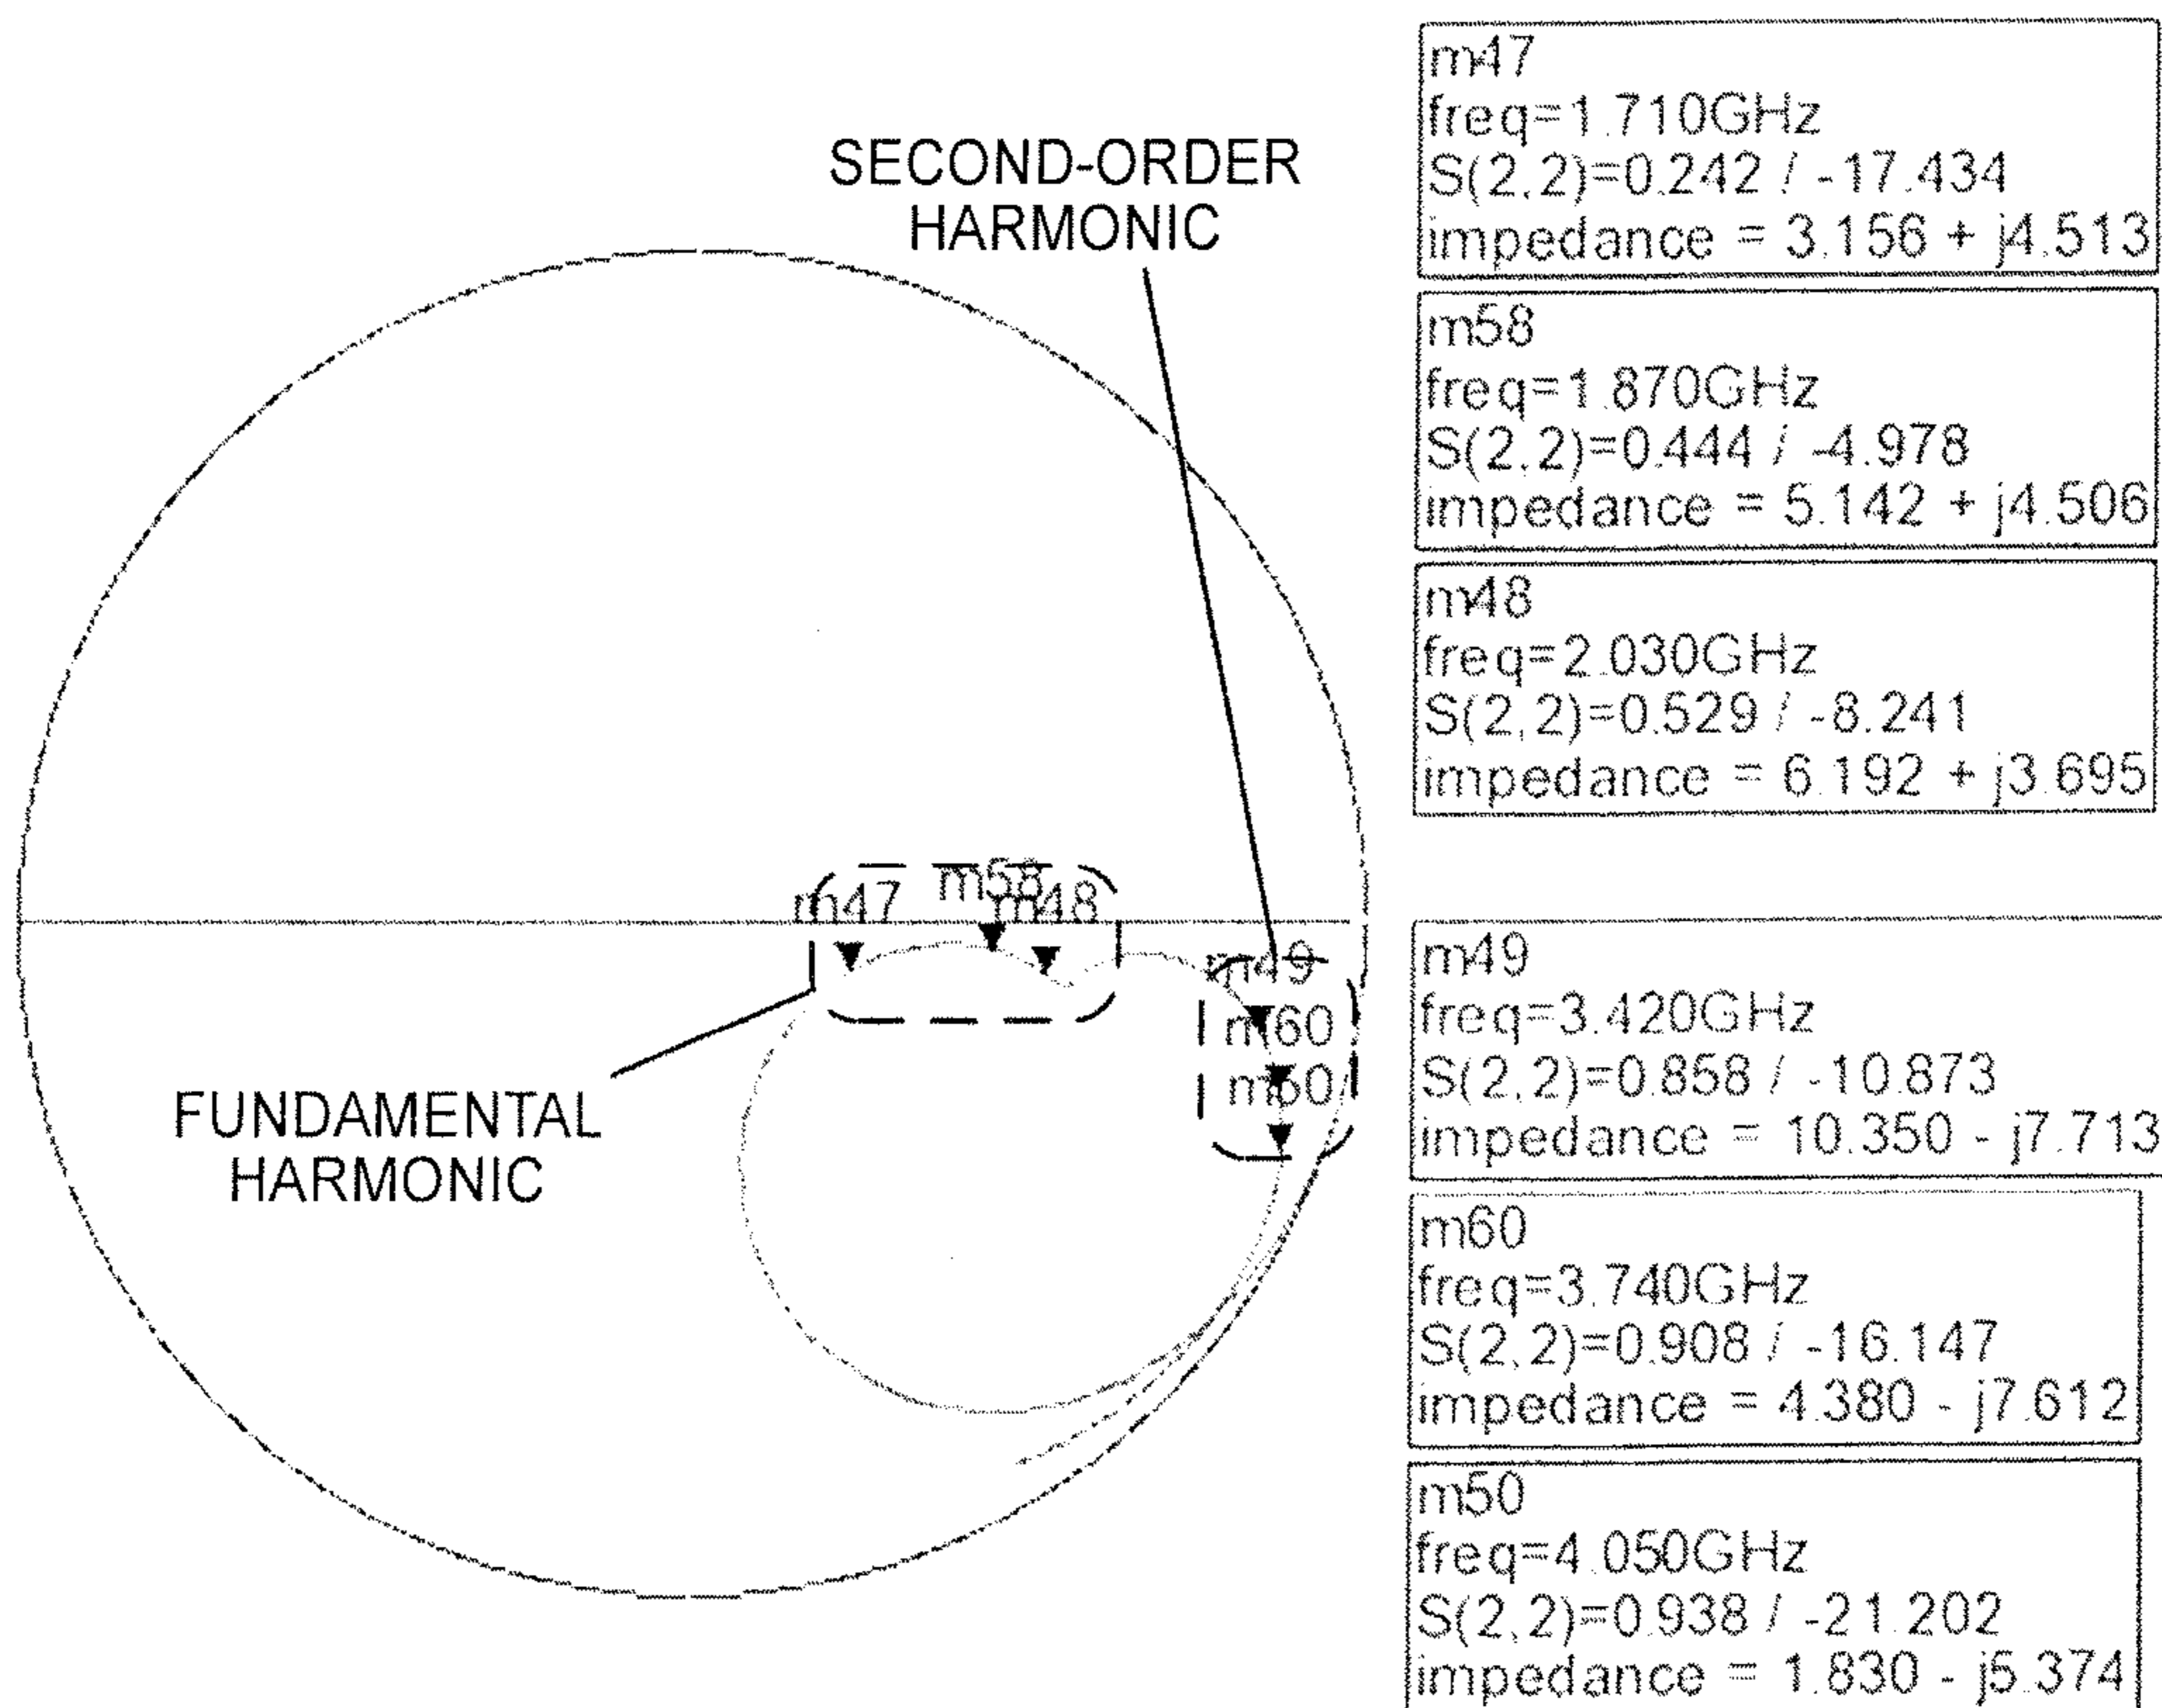 SECOND-ORDER
HARMONIC
m47
m58
m48
m49
m60
m50
FUNDAMENTAL
HARMONIC
m47
freq=1.710GHz
S(2,2)=0.242 / -17.434
impedance = 3.156 + j4.513
m58
freq=1.870GHz
S(2,2)=0.444 / -4.978
impedance = 5.142 + j4.506
m48
freq=2.030GHz
S(2,2)=0.529 / -8.241
impedance = 6.192 + j3.695
m49
freq=3.420GHz
S(2,2)=0.858 / -10.873
impedance = 10.350 - j7.713
m60
freq=3.740GHz
S(2,2)=0.908 / -16.147
impedance = 4.380 - j7.612
m50
freq=4.050GHz
S(2,2)=0.938 / -21.202
impedance = 1.830 - j5.374